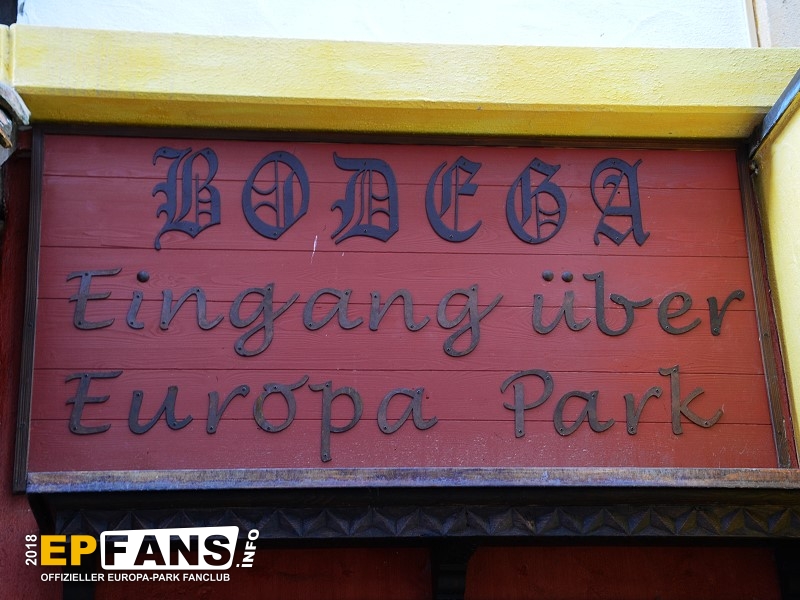 BODEGA
Eingang über
Europa Park
2018 EPFANS.INFO
OFFIZIELLER EUROPA-PARK FANCLUB